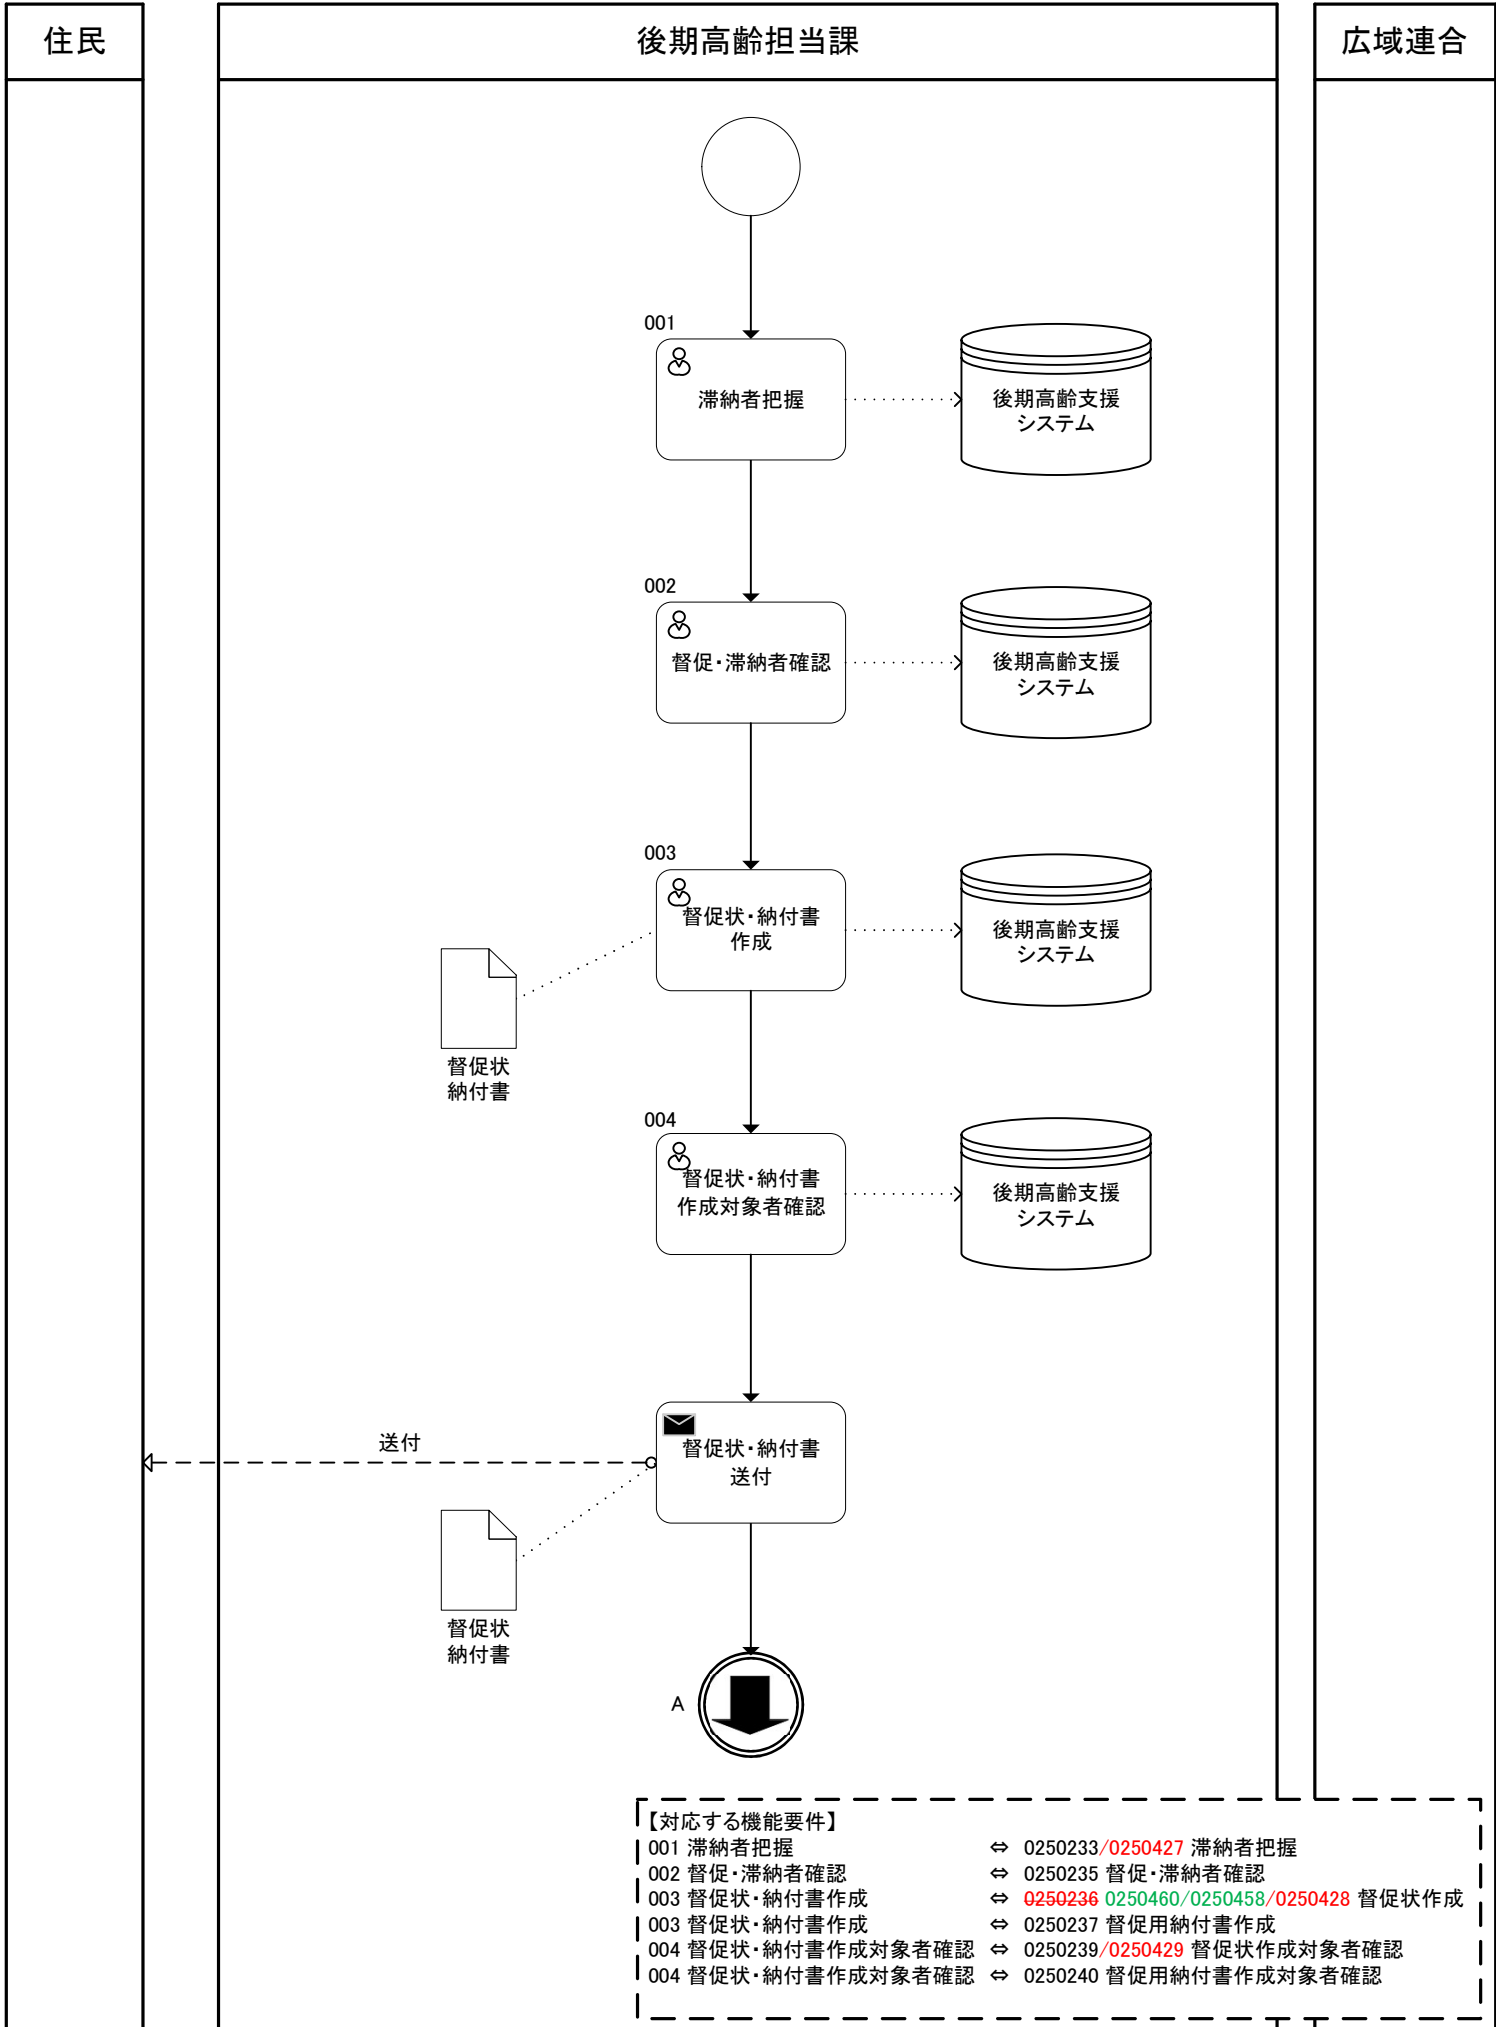 住民
後期高齢担当課
広域連合
001
滞納者把握
後期高齢支援
システム
002
督促・滞納者確認
後期高齢支援
システム
003
督促状・納付書
作成
後期高齢支援
システム
督促状
納付書
004
督促状・納付書
作成対象者確認
後期高齢支援
システム
送付
督促状・納付書
送付
督促状
納付書
A
【対応する機能要件】
001 滞納者把握 ⇔ 0250233/0250427 滞納者把握
002 督促・滞納者確認 ⇔ 0250235 督促・滞納者確認
003 督促状・納付書作成 ⇔ 0250236 0250460/0250458/0250428 督促状作成
003 督促状・納付書作成 ⇔ 0250237 督促用納付書作成
004 督促状・納付書作成対象者確認 ⇔ 0250239/0250429 督促状作成対象者確認
004 督促状・納付書作成対象者確認 ⇔ 0250240 督促用納付書作成対象者確認